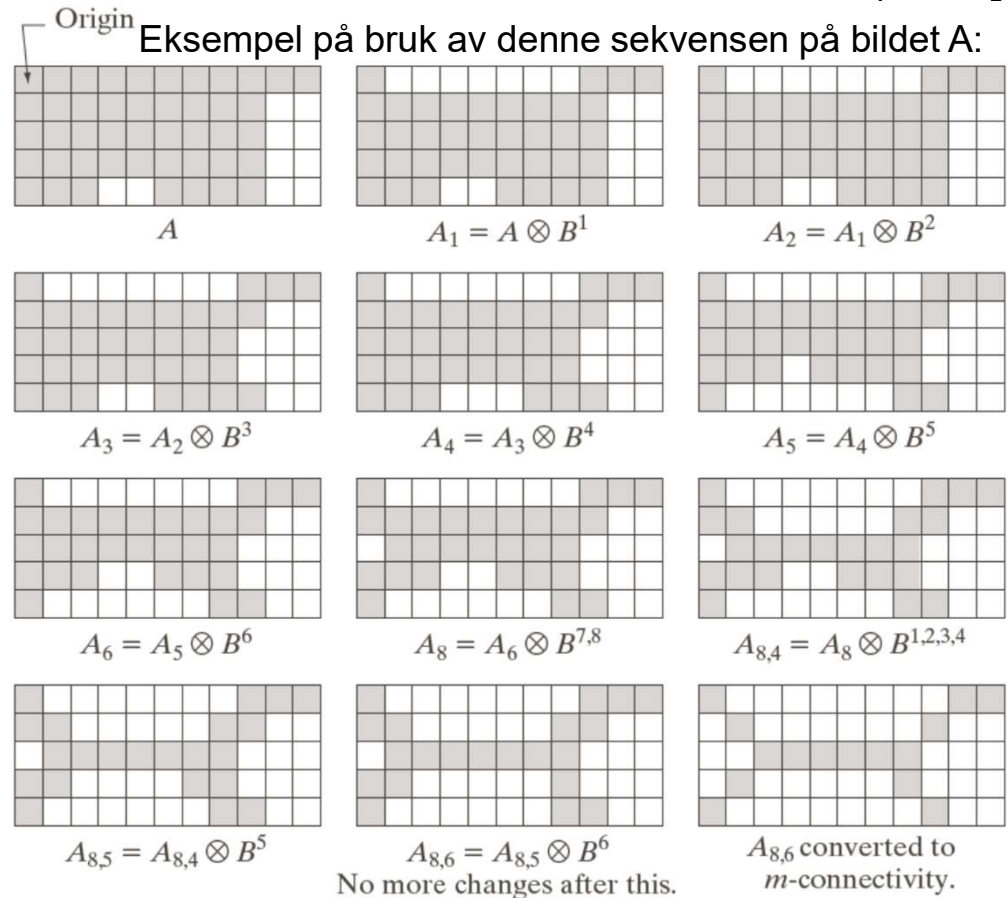 Origin
Eksempel på bruk av denne sekvensen på bildet A:
A
A₁ = A ⊗ B¹
A₂ = A₁ ⊗ B²
A₃ = A₂ ⊗ B³
A₄ = A₃ ⊗ B⁴
A₅ = A₄ ⊗ B⁵
A₆ = A₅ ⊗ B⁶
A₈ = A₆ ⊗ B⁷,⁸
A₈,₄ = A₈ ⊗ B¹,²,³,⁴
A₈,₅ = A₈,₄ ⊗ B⁵
A₈,₆ = A₈,₅ ⊗ B⁶
No more changes after this.
A₈,₆ converted to
m-connectivity.